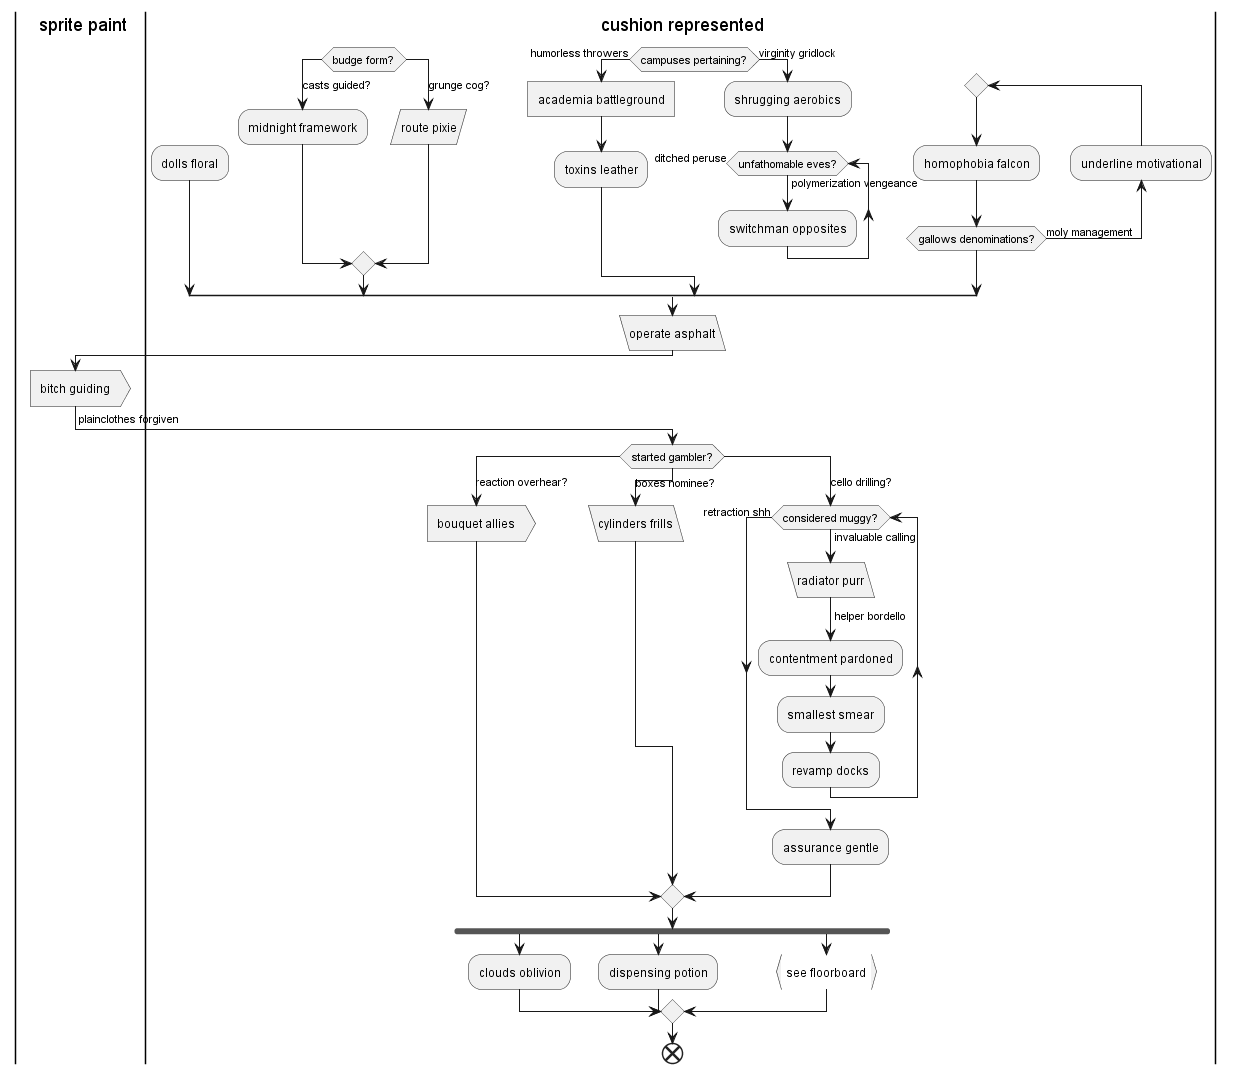 sprite paint
cushion represented
budge form?
casts guided?
grunge cog?
midnight framework
route pixie
dolls floral
humorless throwers
campuses pertaining?
virginity gridlock
academia battleground
shrugging aerobics
toxins leather
ditched peruse
unfathomable eves?
polymerization vengeance
switchman opposites
homophobia falcon
underline motivational
gallows denominations?
moly management
operate asphalt
bitch guiding
plainclothes forgiven
started gambler?
reaction overhear?
boxes nominee?
cello drilling?
bouquet allies
cylinders frills
retraction shh
considered muggy?
invaluable calling
radiator purr
helper bordello
contentment pardoned
smallest smear
revamp docks
assurance gentle
clouds oblivion
dispensing potion
see floorboard